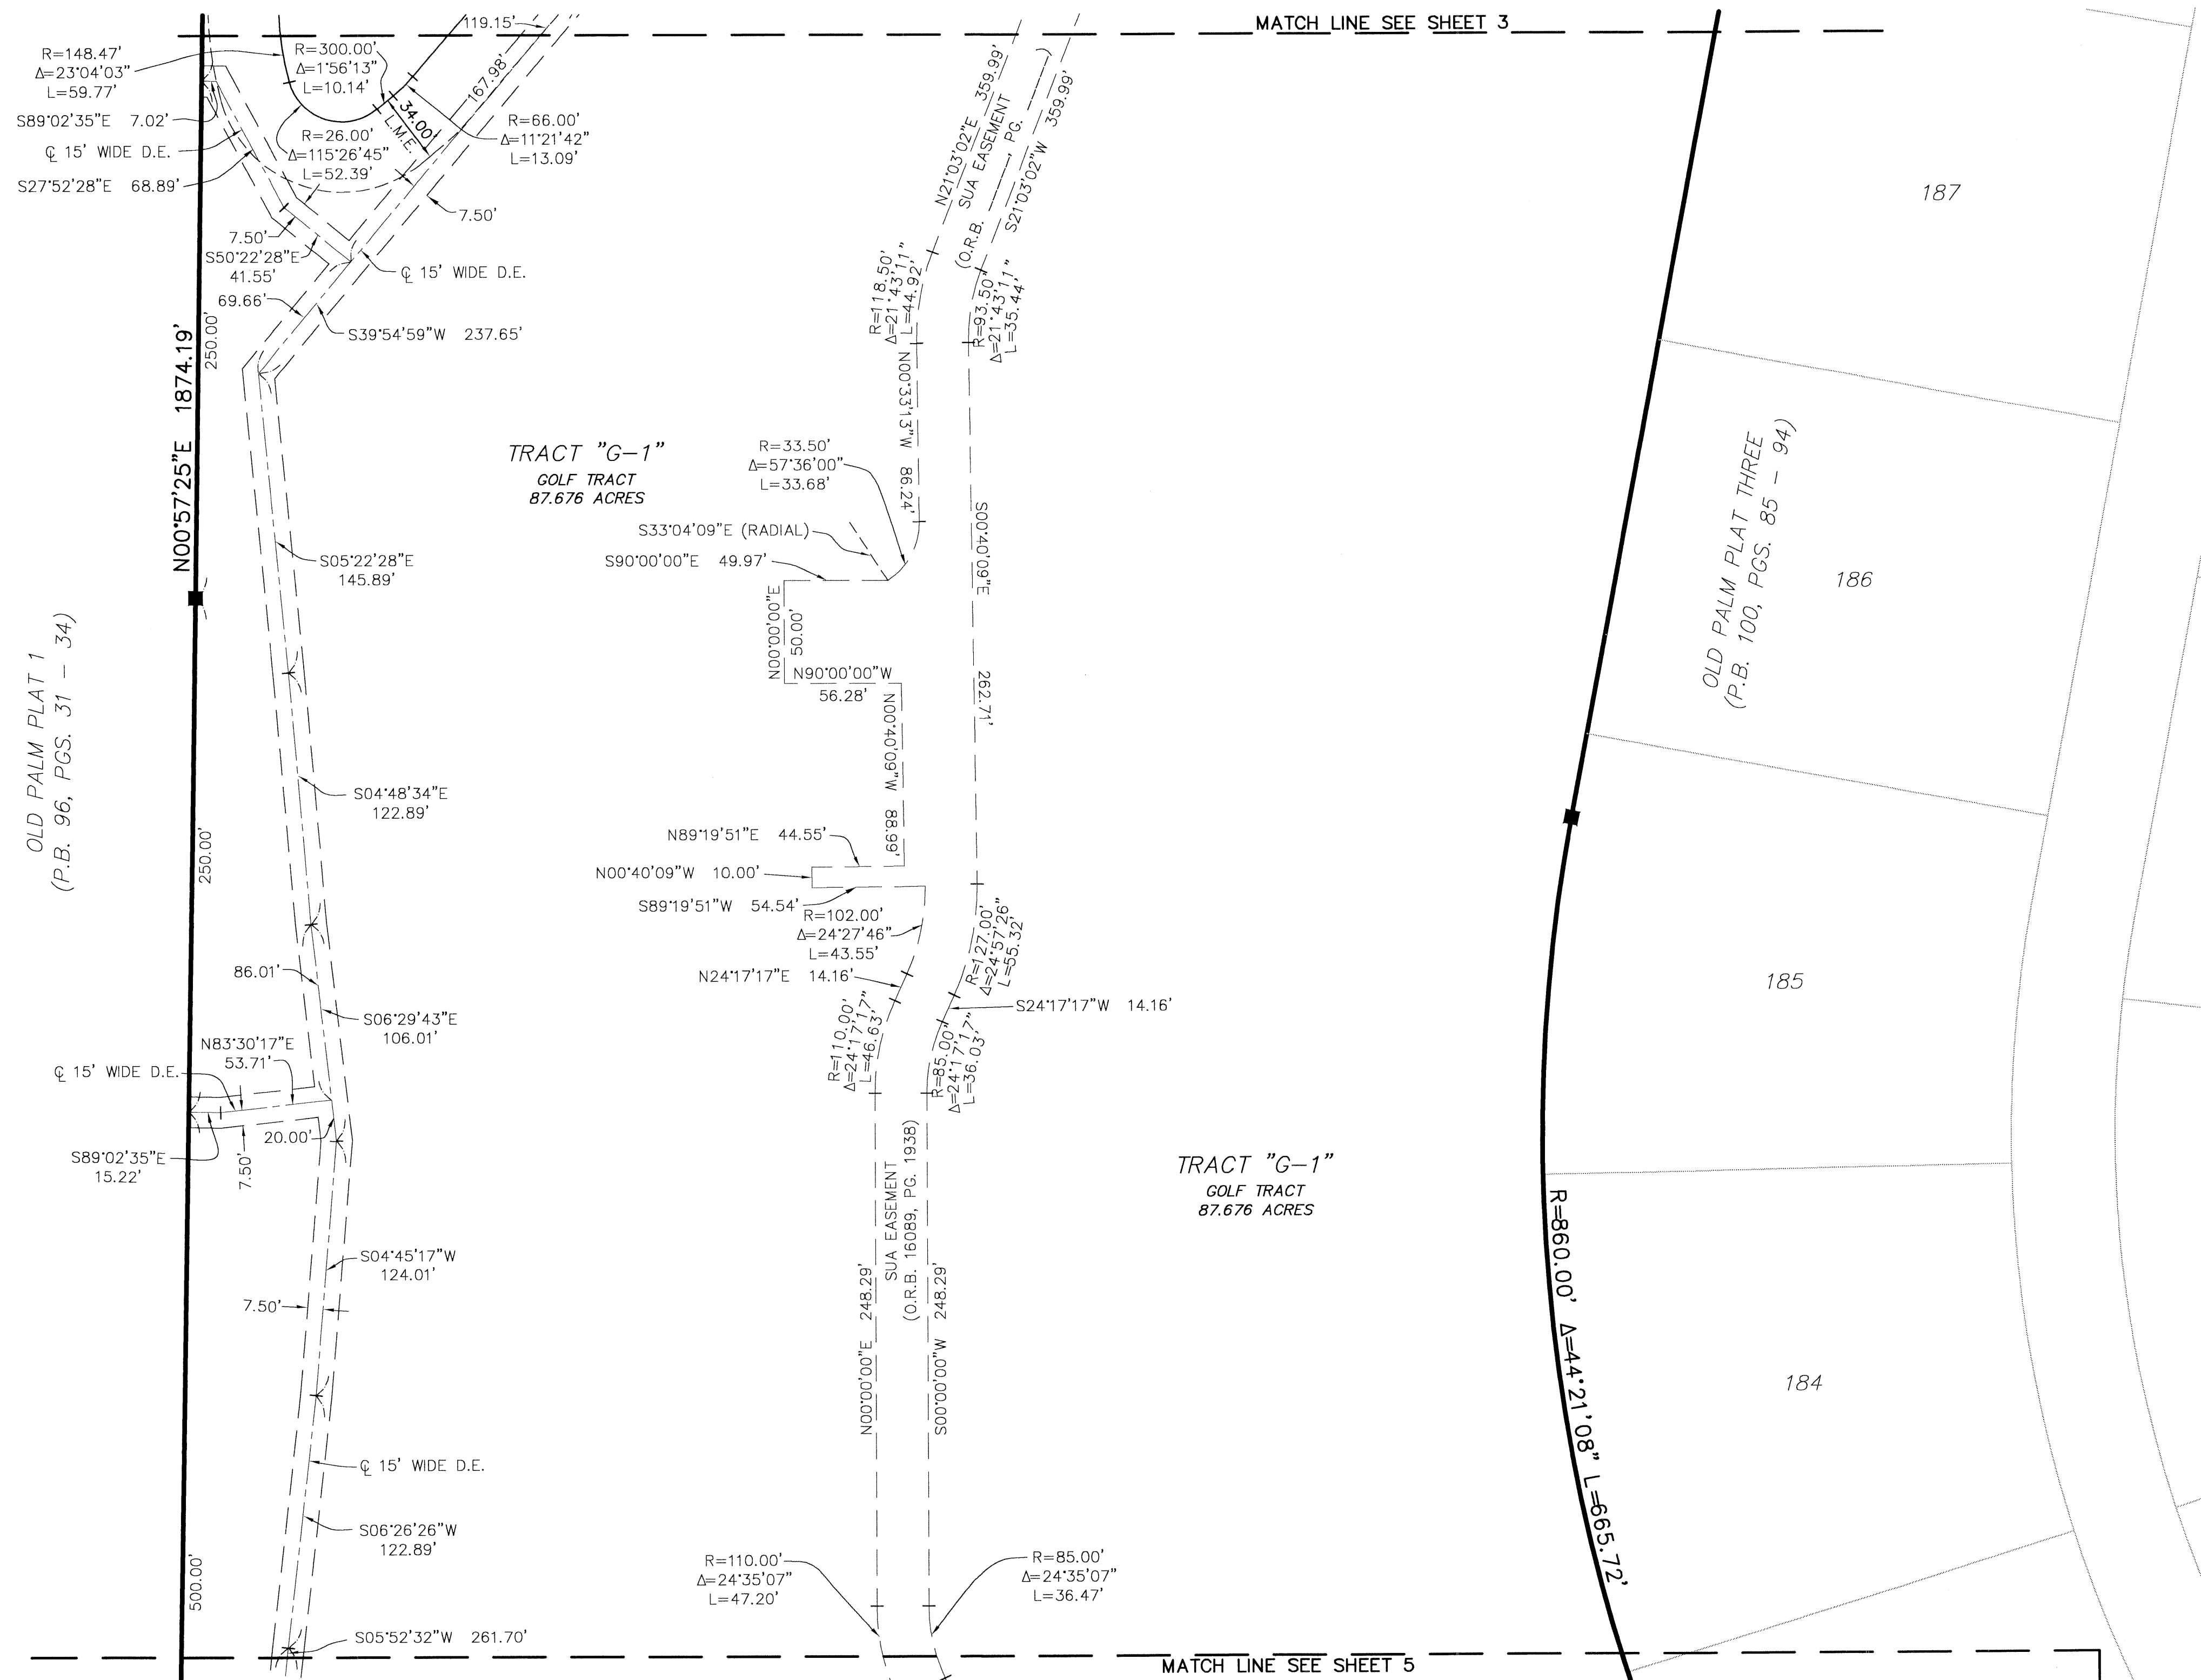 MATCH LINE SEE SHEET 3
R=148.47'
Δ=23°04'03"
L=59.77'
R=300.00'
Δ=1°56'13"
L=10.14'
119.15'
167.98'
34.00'
L.M.E.
S89°02'35"E 7.02'
℄ 15' WIDE D.E.
S27°52'28"E 68.89'
R=26.00'
Δ=115°26'45"
L=52.39'
R=66.00'
Δ=11°21'42"
L=13.09'
7.50'
7.50'
S50°22'28"E
41.55'
℄ 15' WIDE D.E.
69.66'
S39°54'59"W 237.65'
N00°57'25"E 1874.19'
250.00'
N21°03'02"E 359.99'
SUA EASEMENT
(O.R.B. ____, PG. ____)
S21°03'02"W 359.99'
R=118.50'
Δ=21°43'11"
L=44.92'
R=93.50'
Δ=21°43'11"
L=35.44'
187
TRACT "G-1"
GOLF TRACT
87.676 ACRES
R=33.50'
Δ=57°36'00"
L=33.68'
N00°33'13"W 86.24'
S33°04'09"E (RADIAL)
S90°00'00"E 49.97'
S00°40'09"E 262.71'
N00°00'00"E
50.00'
N90°00'00"W
56.28'
N00°40'09"W 88.99'
OLD PALM PLAT THREE
(P.B. 100, PGS. 85 - 94)
186
S05°22'28"E
145.89'
OLD PALM PLAT 1
(P.B. 96, PGS. 31 - 34)
S04°48'34"E
122.89'
250.00'
N89°19'51"E 44.55'
N00°40'09"W 10.00'
S89°19'51"W 54.54'
R=102.00'
Δ=24°27'46"
L=43.55'
R=127.00'
Δ=24°57'26"
L=55.32'
N24°17'17"E 14.16'
S24°17'17"W 14.16'
185
86.01'
S06°29'43"E
106.01'
N83°30'17"E
53.71'
℄ 15' WIDE D.E.
R=110.00'
Δ=24°17'17"
L=46.63'
R=85.00'
Δ=24°17'17"
L=36.03'
20.00'
S89°02'35"E
15.22'
7.50'
TRACT "G-1"
GOLF TRACT
87.676 ACRES
SUA EASEMENT
(O.R.B. 16089, PG. 1938)
N00°00'00"E 248.29'
S00°00'00"W 248.29'
S04°45'17"W
124.01'
7.50'
R=860.00' Δ=44°21'08" L=665.72'
184
℄ 15' WIDE D.E.
S06°26'26"W
122.89'
500.00'
R=110.00'
Δ=24°35'07"
L=47.20'
R=85.00'
Δ=24°35'07"
L=36.47'
S05°52'32"W 261.70'
MATCH LINE SEE SHEET 5